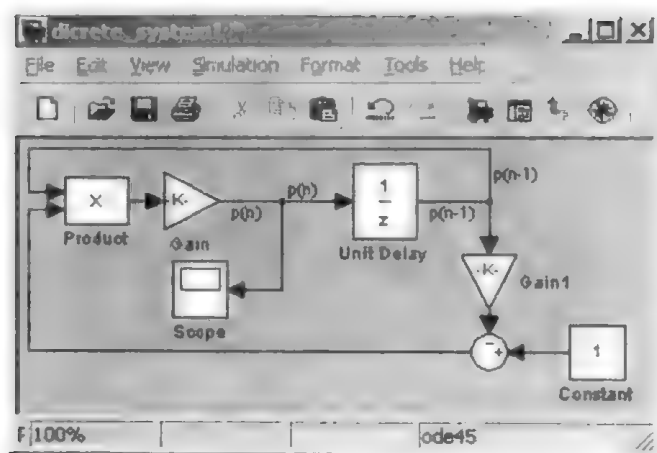 dicrete_system1
File Edit View Simulation Format Tools Help
p(n-1)
X
-K-
p(n)
p(n)
1
z
p(n-1)
Product
Gain
Unit Delay
-K-
Gain1
Scope
-
+
1
Constant
100%
ode45